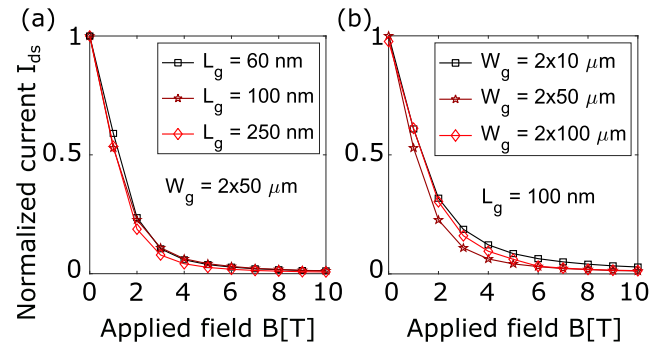 (a)
Normalized current I_ds
1
0.5
0
L_g = 60 nm
L_g = 100 nm
L_g = 250 nm
W_g = 2x50 μm
0 2 4 6 8 10
Applied field B[T]
(b)
1
0.5
0
W_g = 2x10 μm
W_g = 2x50 μm
W_g = 2x100 μm
L_g = 100 nm
0 2 4 6 8 10
Applied field B[T]